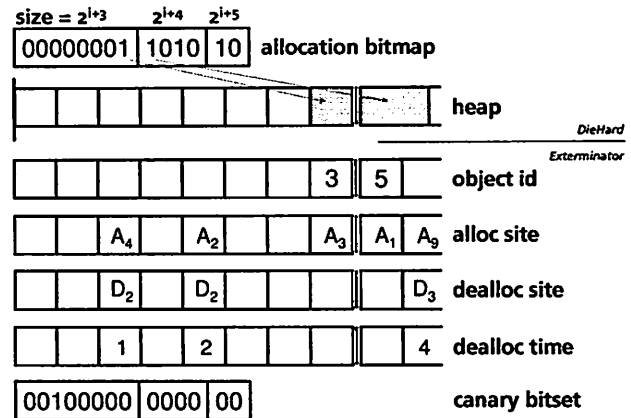 size = 2^i+3 2^i+4 2^i+5
00000001 1010 10 allocation bitmap
heap
DieHard
Exterminator
3 5 object id
A₄ A₂ A₃ A₁ A₉ alloc site
D₂ D₂ D₃ dealloc site
1 2 4 dealloc time
00100000 0000 00 canary bitset